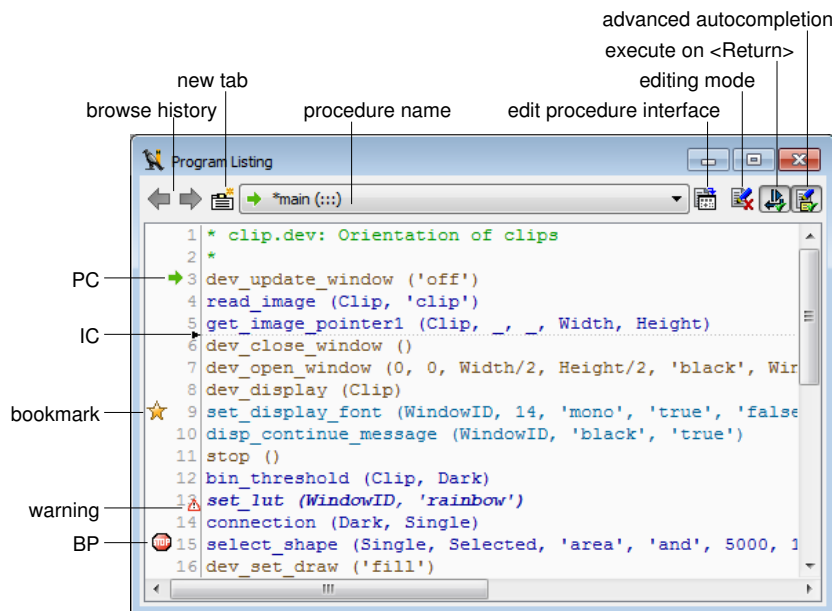 advanced autocompletion
execute on <Return>
new tab
editing mode
browse history
procedure name
edit procedure interface
Program Listing
*main (:::)
1 * clip.dev: Orientation of clips
2 *
PC
3 dev_update_window ('off')
4 read_image (Clip, 'clip')
5 get_image_pointer1 (Clip, _, _, Width, Height)
IC
6 dev_close_window ()
7 dev_open_window (0, 0, Width/2, Height/2, 'black', Win
8 dev_display (Clip)
bookmark
9 set_display_font (WindowID, 14, 'mono', 'true', 'false
10 disp_continue_message (WindowID, 'black', 'true')
11 stop ()
12 bin_threshold (Clip, Dark)
warning
13 set_lut (WindowID, 'rainbow')
14 connection (Dark, Single)
BP
STOP
15 select_shape (Single, Selected, 'area', 'and', 5000, 1
16 dev_set_draw ('fill')